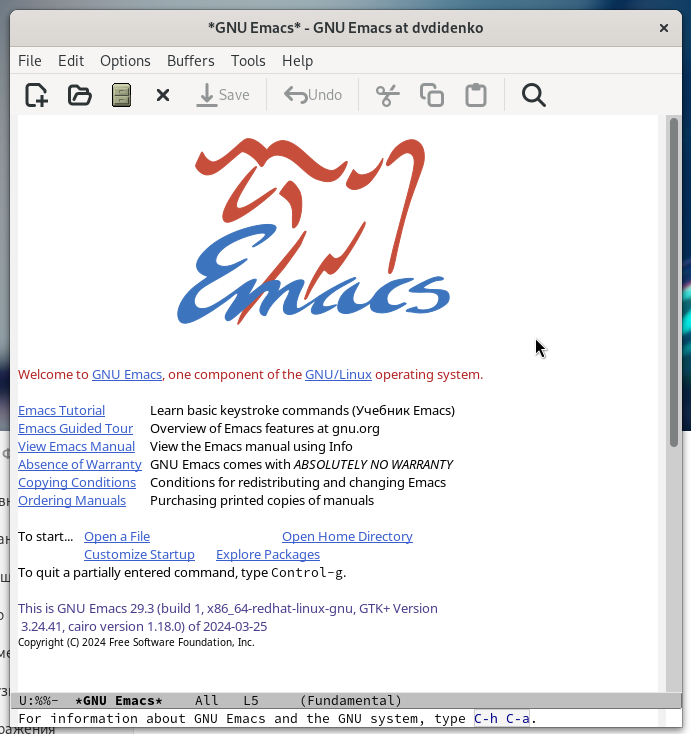 *GNU Emacs* - GNU Emacs at dvdidenko
File Edit Options Buffers Tools Help
Save Undo
Emacs
Welcome to GNU Emacs, one component of the GNU/Linux operating system.
Emacs Tutorial Learn basic keystroke commands (Учебник Emacs)
Emacs Guided Tour Overview of Emacs features at gnu.org
View Emacs Manual View the Emacs manual using Info
Absence of Warranty GNU Emacs comes with ABSOLUTELY NO WARRANTY
Copying Conditions Conditions for redistributing and changing Emacs
Ordering Manuals Purchasing printed copies of manuals
To start... Open a File Open Home Directory
Customize Startup Explore Packages
To quit a partially entered command, type Control-g.
This is GNU Emacs 29.3 (build 1, x86_64-redhat-linux-gnu, GTK+ Version
3.24.41, cairo version 1.18.0) of 2024-03-25
Copyright (C) 2024 Free Software Foundation, Inc.
U:%%- *GNU Emacs* All L5 (Fundamental)
For information about GNU Emacs and the GNU system, type C-h C-a.